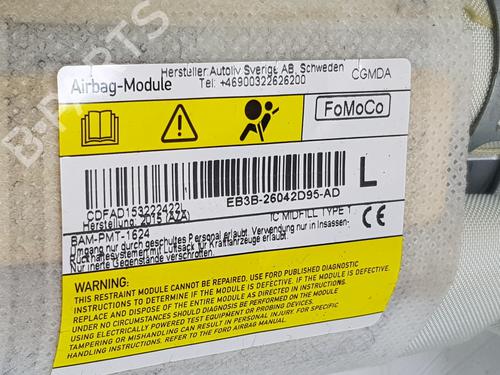 B-PARTS
Airbag-Module
Hersteller: Autoliv Sverige AB, Schweden
Tel: +46900322626200
CGMDA
FoMoCo
CDFAD153222422L
EB3B-26042D95-AD
L
Herstellung, 2015
BAM-PMT-1624
IC MIDFILL TYPE 1
Umgang nur durch geschultes Personal erlaubt. Verwendung nur in Insassen-
Rückhaltesystemen mit Luftsack für Kraftfahrzeuge erlaubt.
Nur inerte Gegenstände verschrotten.
CE
WARNING:
THIS RESTRAINT MODULE CANNOT BE REPAIRED. USE FORD PUBLISHED DIAGNOSTIC
INSTRUCTIONS TO DETERMINE IF THE MODULE IS DEFECTIVE. IF THE MODULE IS DEFECTIVE,
REPLACE AND DISPOSE OF THE ENTIRE MODULE AS DIRECTED IN INSTRUCTIONS.
UNDER NO CIRCUMSTANCES SHOULD DIAGNOSIS BE PERFORMED ON THE MODULE
USING ELECTRICALLY POWERED TEST EQUIPMENT OR PROBING DEVICES.
TAMPERING OR MISHANDLING CAN RESULT IN PERSONAL INJURY. FOR SPECIFIC
HANDLING INSTRUCTIONS, REFER TO THE FORD AIRBAG MANUAL.